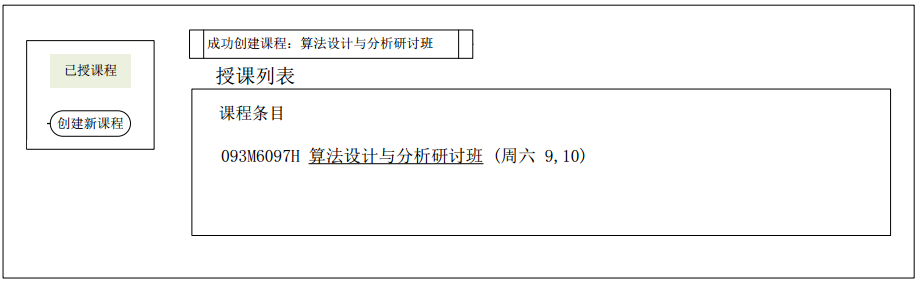 已授课程
创建新课程
成功创建课程：算法设计与分析研讨班
授课列表
课程条目
093M6097H 算法设计与分析研讨班 (周六 9,10)